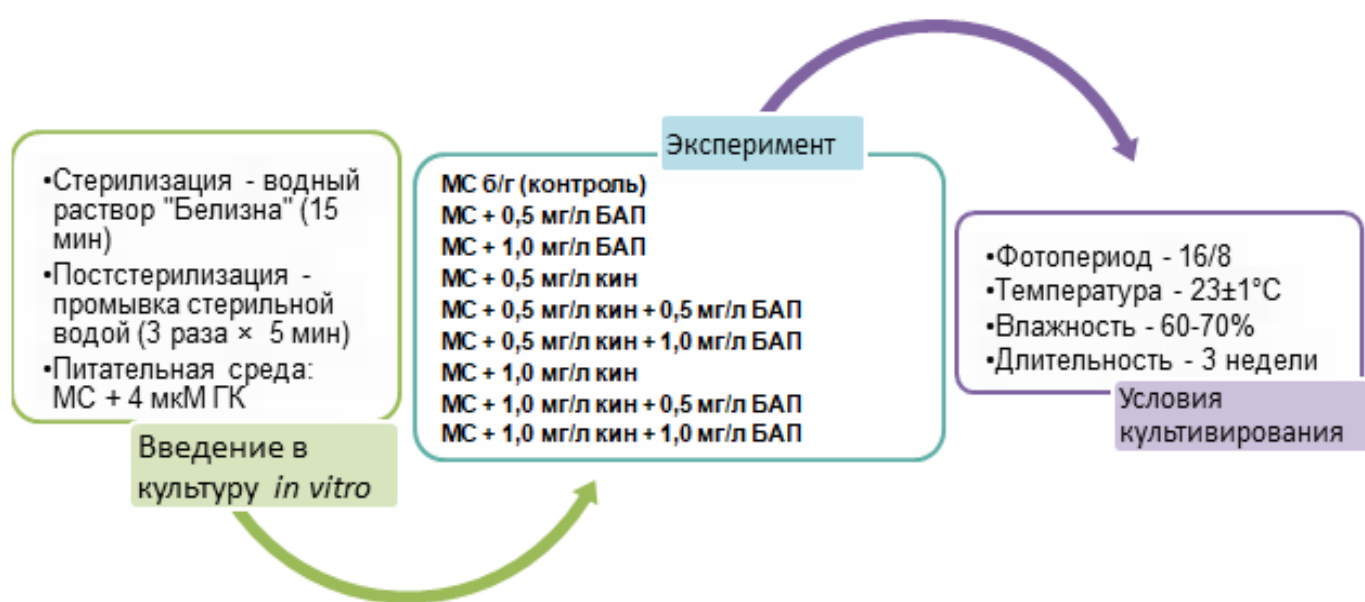 •Стерилизация - водный
раствор "Белизна" (15
мин)
•Постстерилизация -
промывка стерильной
водой (3 раза × 5 мин)
•Питательная среда:
МС + 4 мкМ ГК
Введение в
культуру in vitro
Эксперимент
МС б/г (контроль)
МС + 0,5 мг/л БАП
МС + 1,0 мг/л БАП
МС + 0,5 мг/л кин
МС + 0,5 мг/л кин + 0,5 мг/л БАП
МС + 0,5 мг/л кин + 1,0 мг/л БАП
МС + 1,0 мг/л кин
МС + 1,0 мг/л кин + 0,5 мг/л БАП
МС + 1,0 мг/л кин + 1,0 мг/л БАП
•Фотопериод - 16/8
•Температура - 23±1°C
•Влажность - 60-70%
•Длительность - 3 недели
Условия
культивирования